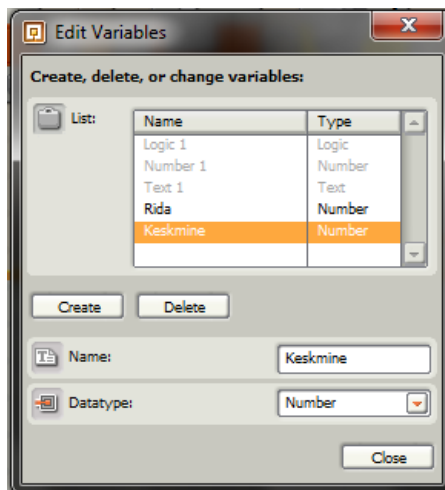 Edit Variables
Create, delete, or change variables:
List:
Name Type
Logic 1 Logic
Number 1 Number
Text 1 Text
Rida Number
Keskmine Number
Create Delete
Name: Keskmine
Datatype: Number
Close